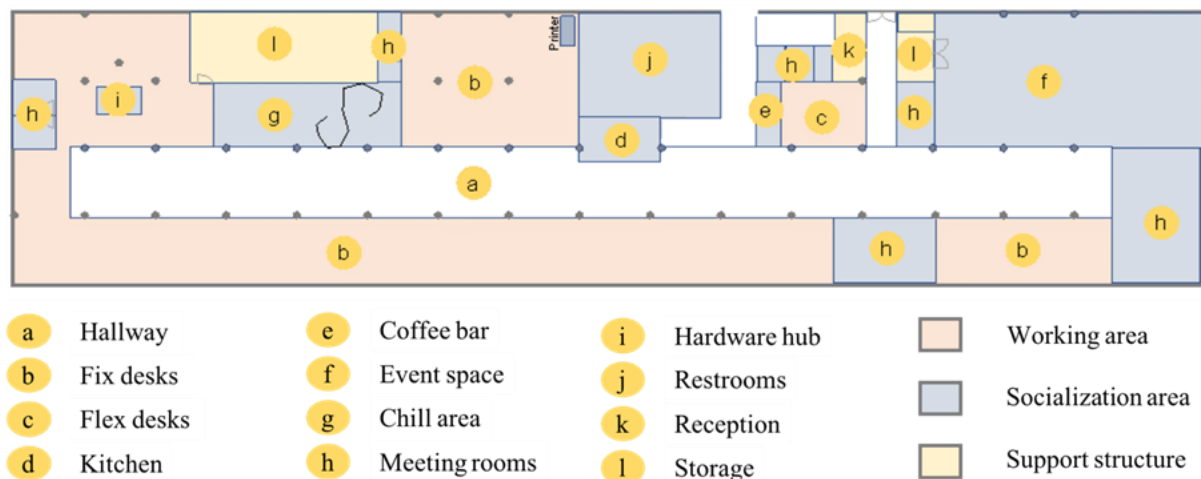 Printer
l
h
b
j
h
k
l
f
h
i
g
e
c
h
d
a
h
b
h
b
h
a Hallway
b Fix desks
c Flex desks
d Kitchen
e Coffee bar
f Event space
g Chill area
h Meeting rooms
i Hardware hub
j Restrooms
k Reception
l Storage
Working area
Socialization area
Support structure